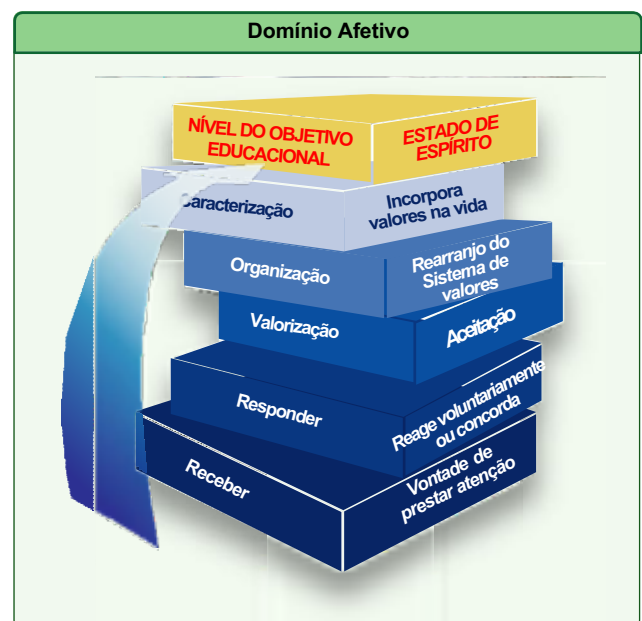 Domínio Afetivo
NÍVEL DO OBJETIVO
EDUCACIONAL
ESTADO DE
ESPÍRITO
Caracterização
Incorpora
valores na vida
Organização
Rearranjo do
Sistema de
valores
Valorização
Aceitação
Responder
Reage voluntariamente
ou concorda
Receber
Vontade de
prestar atenção